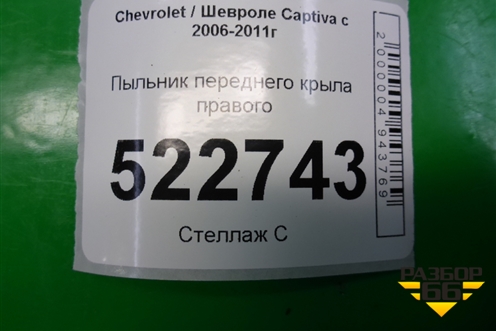 Chevrolet / Шевроле Captiva с
2006-2011г
Пыльник переднего крыла
правого
522743
Стеллаж С
2000004943769
РАЗБОР
66